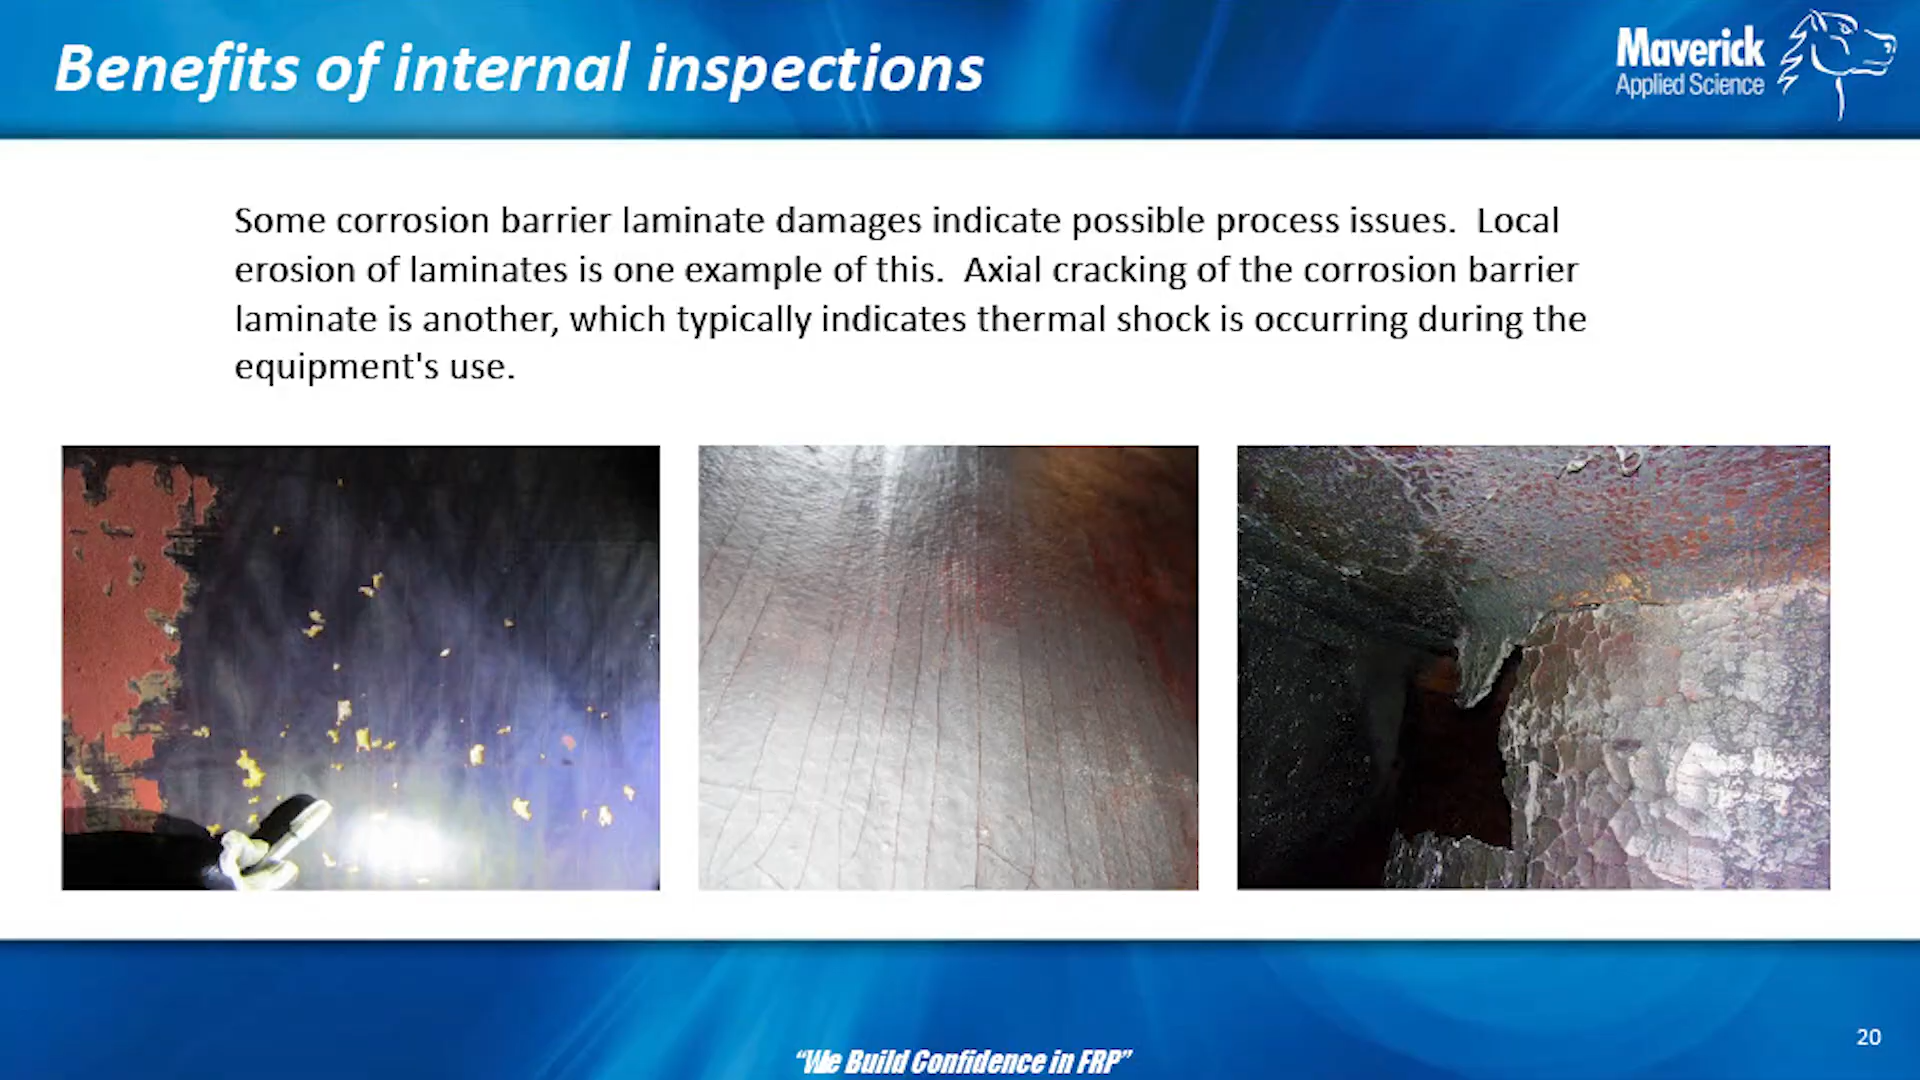 Benefits of internal inspections
Maverick
Applied Science
Some corrosion barrier laminate damages indicate possible process issues.  Local
erosion of laminates is one example of this.  Axial cracking of the corrosion barrier
laminate is another, which typically indicates thermal shock is occurring during the
equipment's use.
“We Build Confidence in FRP”
20